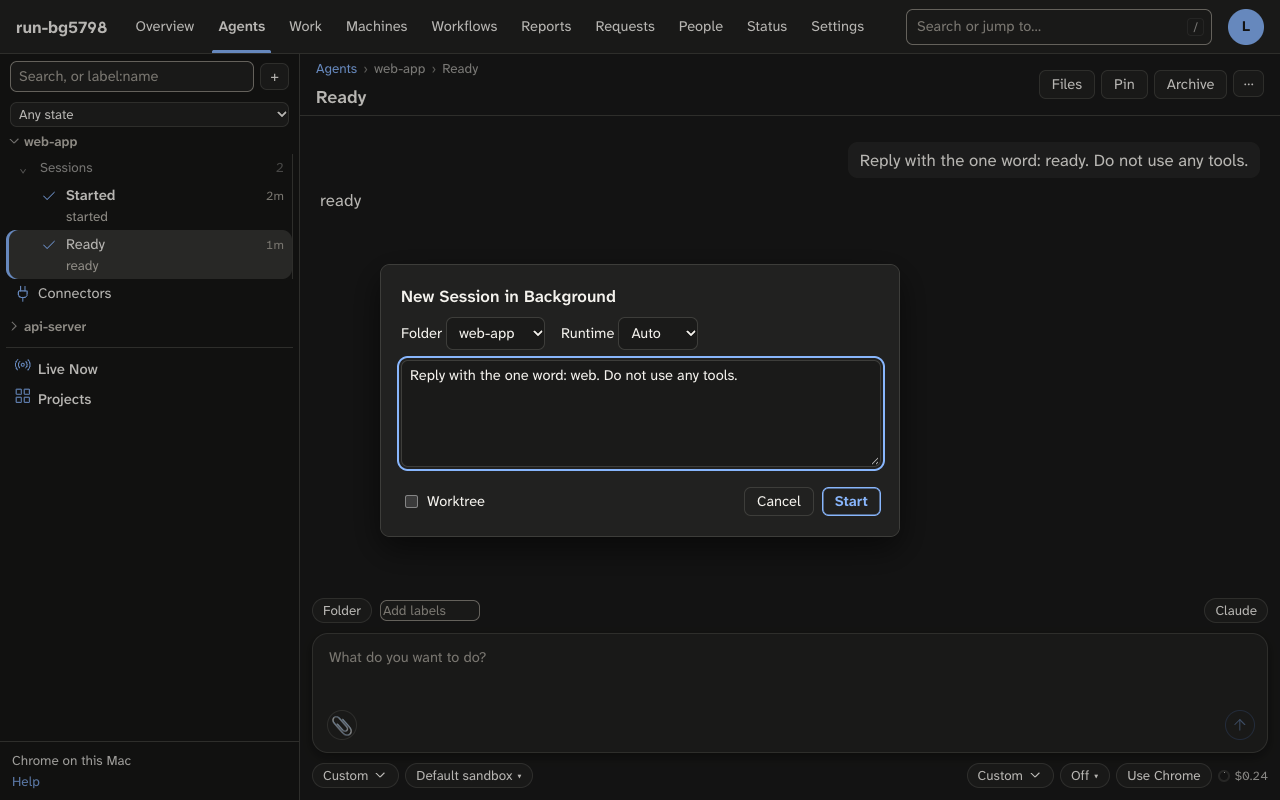 run-bg5798 Overview Agents Work Machines Workflows Reports Requests People Status Settings Search or jump to... / L
Search, or label:name +
Any state
web-app
Sessions 2
Started 2m
started
Ready 1m
ready
Connectors
api-server
Live Now
Projects
Chrome on this Mac
Help
Agents › web-app › Ready
Ready
Files Pin Archive ...
Reply with the one word: ready. Do not use any tools.
ready
New Session in Background
Folder web-app Runtime Auto
Reply with the one word: web. Do not use any tools.
Worktree Cancel Start
Folder Add labels Claude
What do you want to do?
Custom Default sandbox Custom Off Use Chrome $0.24